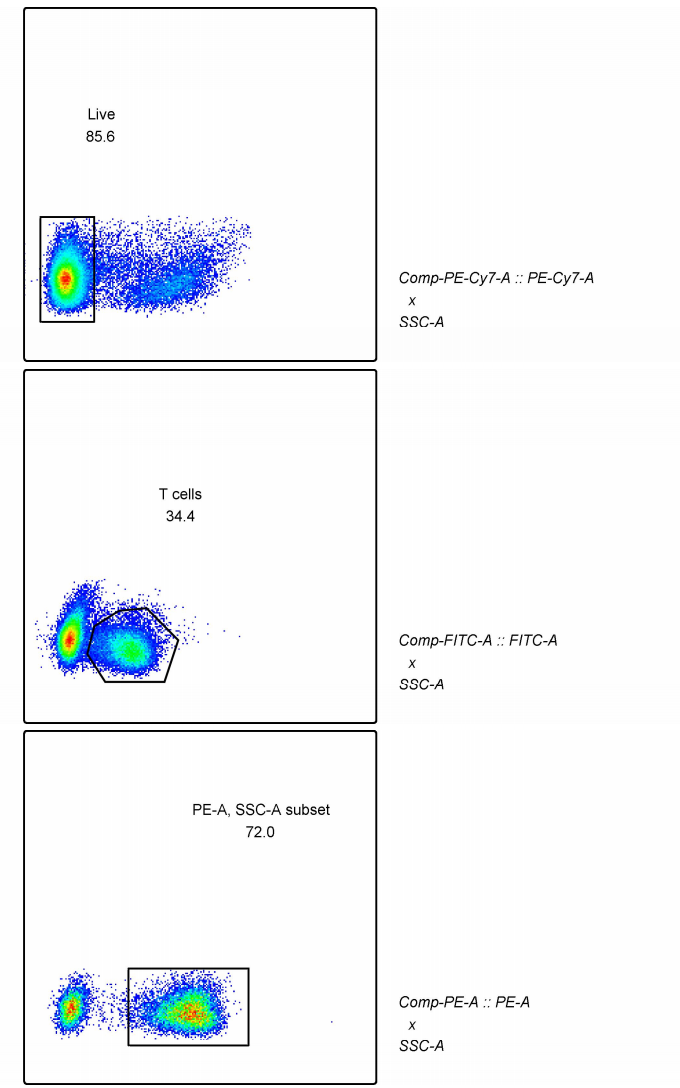 Live
85.6
Comp-PE-Cy7-A :: PE-Cy7-A
x
SSC-A
T cells
34.4
Comp-FITC-A :: FITC-A
x
SSC-A
PE-A, SSC-A subset
72.0
Comp-PE-A :: PE-A
x
SSC-A